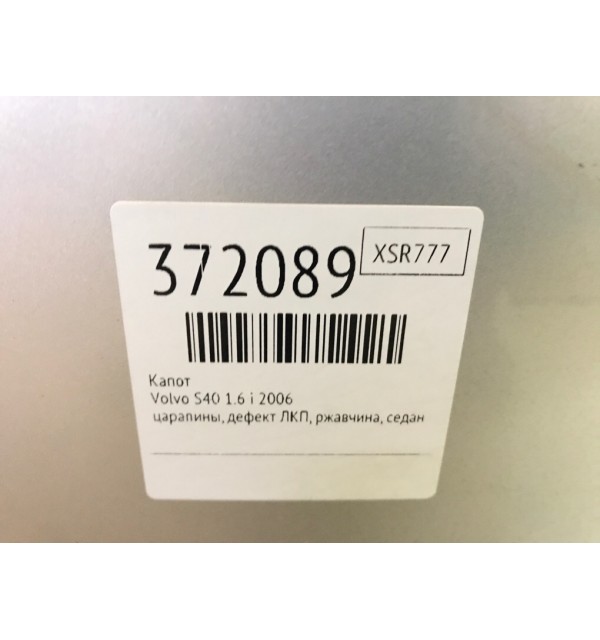 372089
XSR777
Капот
Volvo S40 1.6 i 2006
царапины, дефект ЛКП, ржавчина, седан